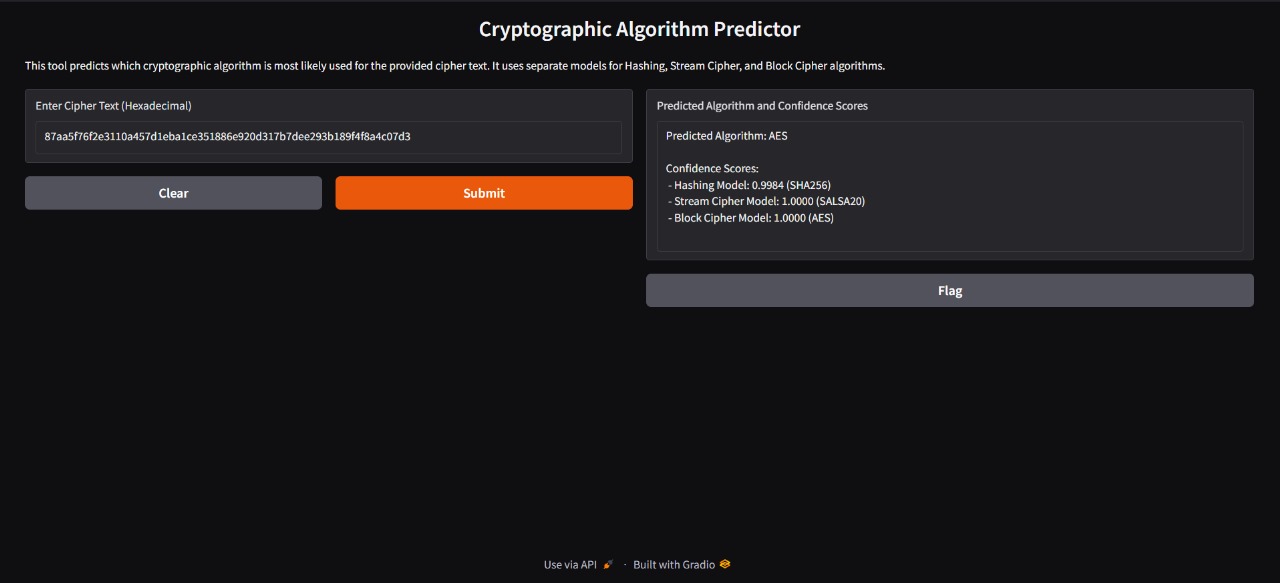 Cryptographic Algorithm Predictor
This tool predicts which cryptographic algorithm is most likely used for the provided cipher text. It uses separate models for Hashing, Stream Cipher, and Block Cipher algorithms.
Enter Cipher Text (Hexadecimal)
87aa5f76f2e3110a457d1eba1ce351886e920d317b7dee293b189f4f8a4c07d3
Clear
Submit
Predicted Algorithm and Confidence Scores
Predicted Algorithm: AES
Confidence Scores:
- Hashing Model: 0.9984 (SHA256)
- Stream Cipher Model: 1.0000 (SALSA20)
- Block Cipher Model: 1.0000 (AES)
Flag
Use via API · Built with Gradio